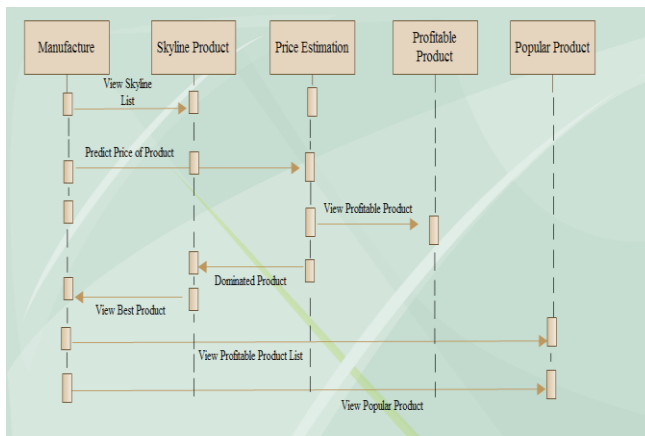 Manufacture
Skyline Product
Price Estimation
Profitable
Product
Popular Product
View Skyline
List
Predict Price of Product
View Profitable Product
Dominated Product
View Best Product
View Profitable Product List
View Popular Product